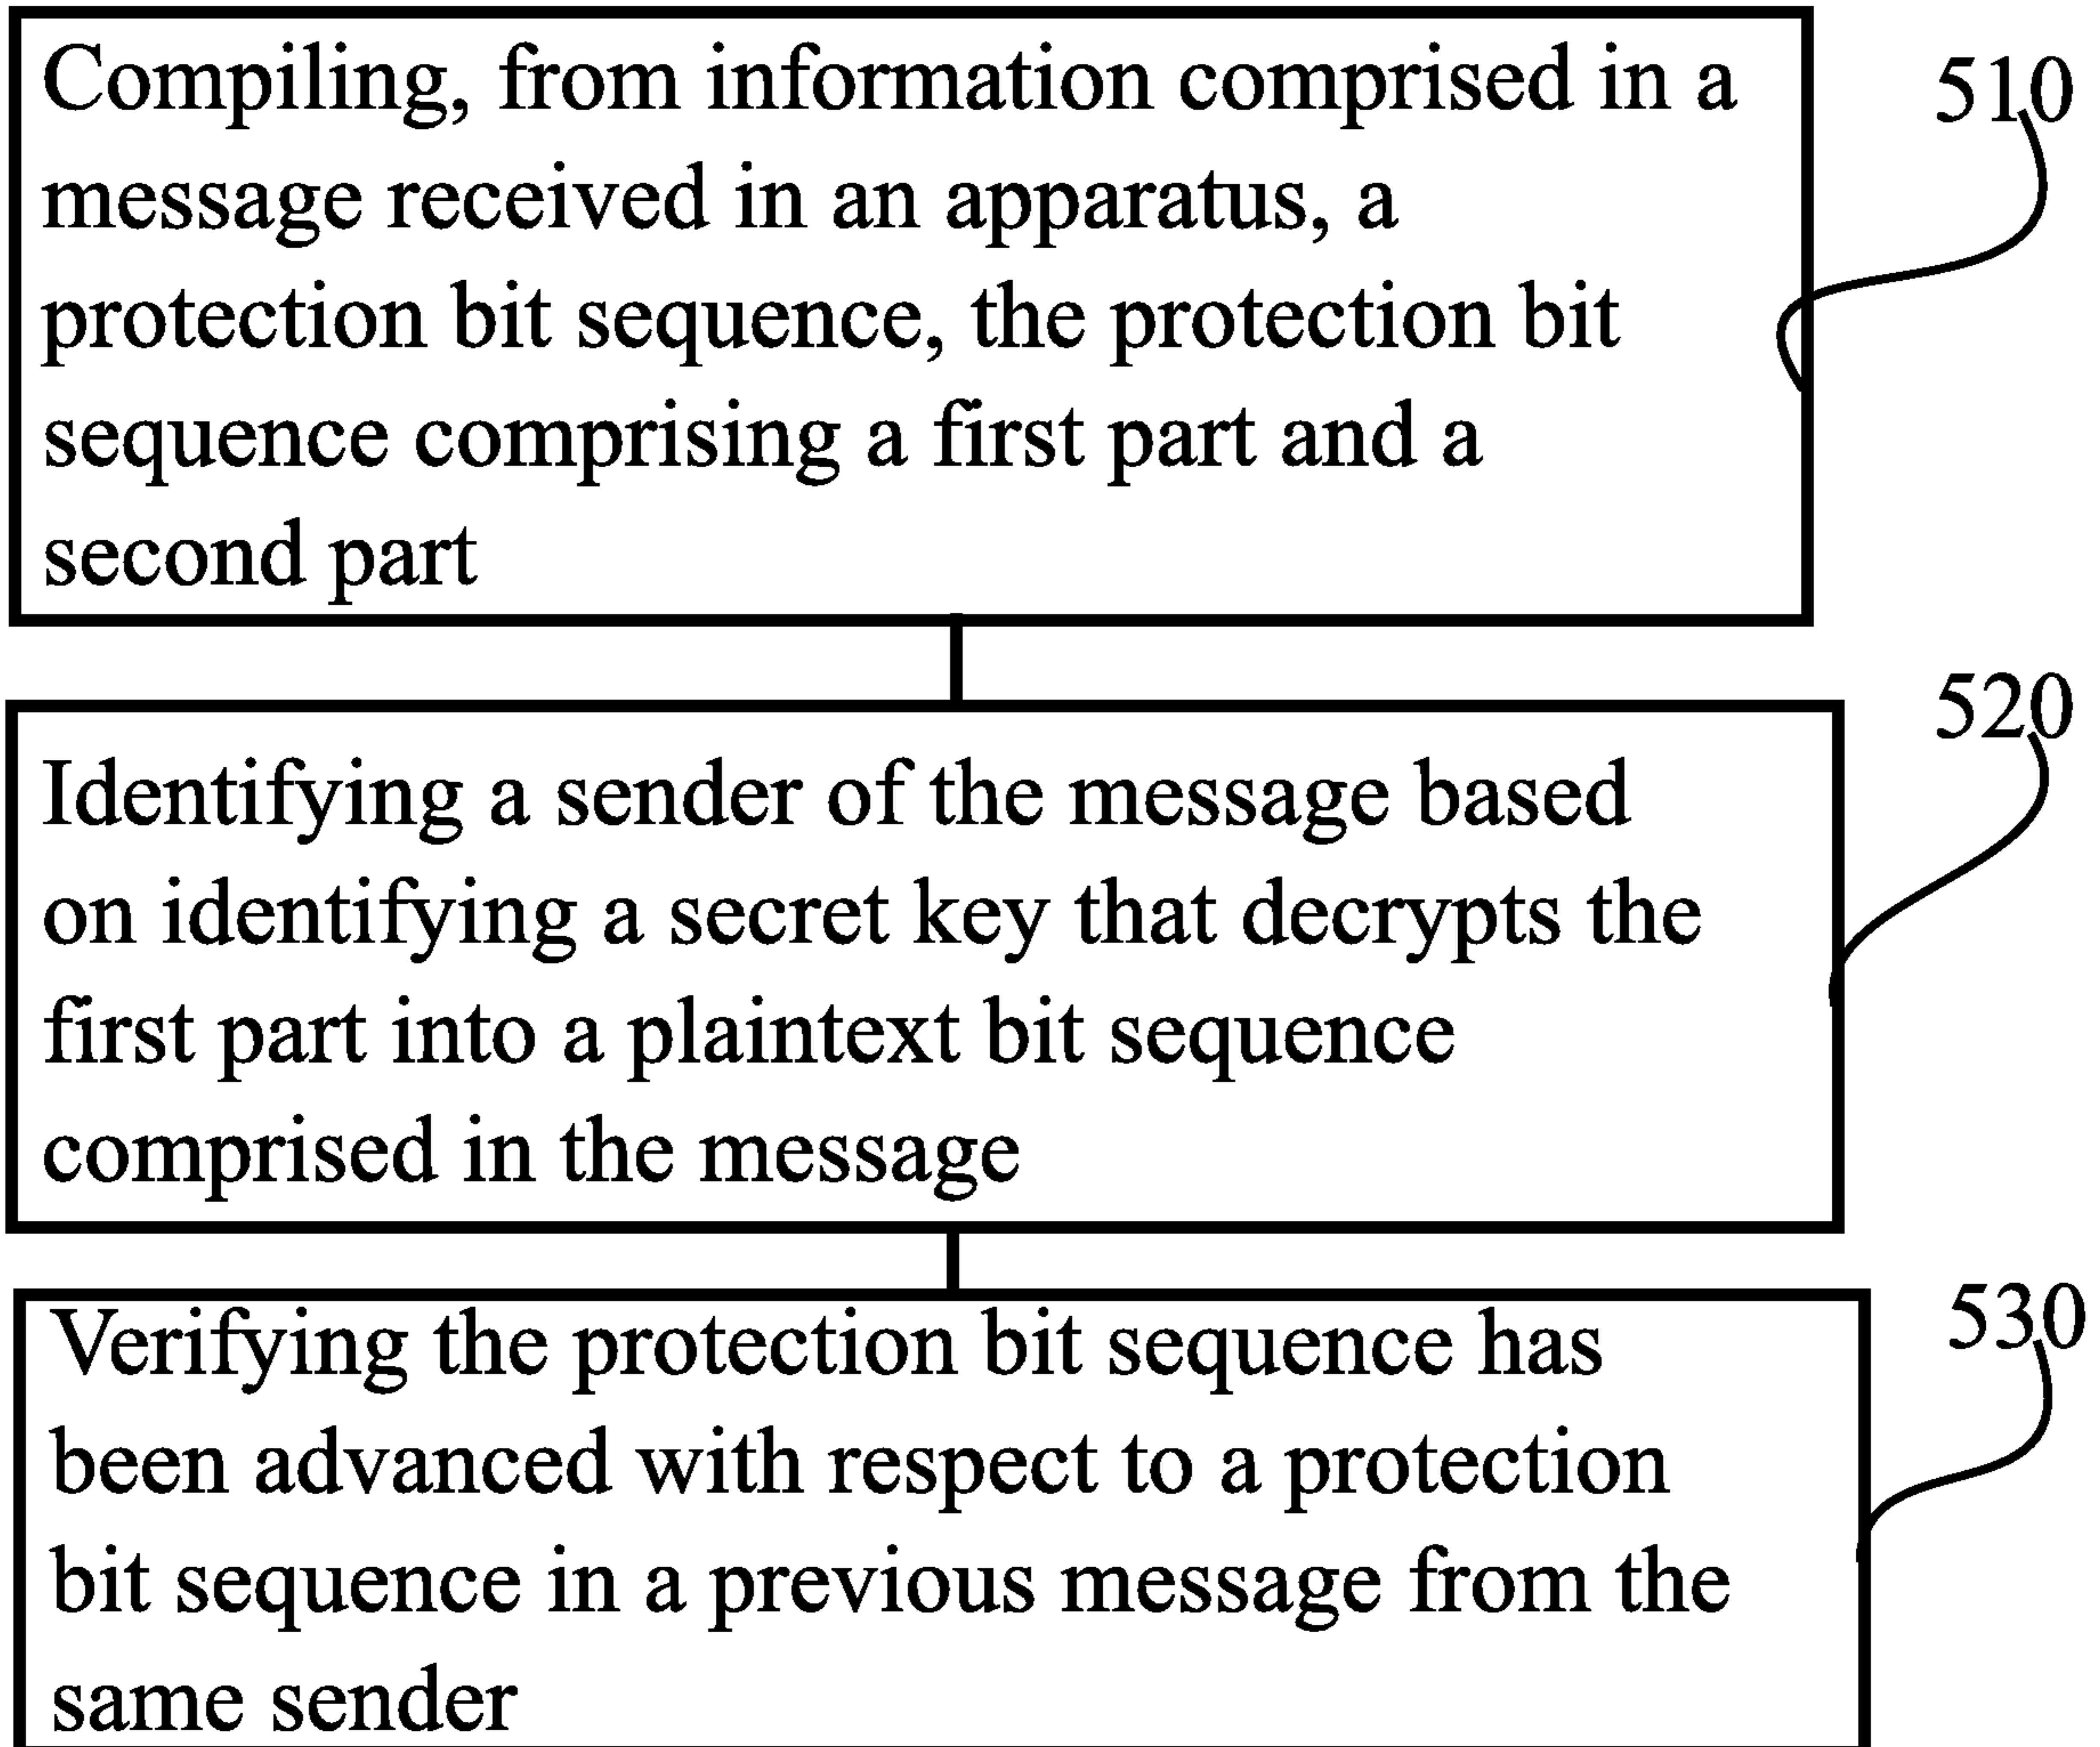 Compiling, from information comprised in a
510
message received in an apparatus, a
protection bit sequence, the protection bit
sequence comprising a first part and a
second part
520
Identifying a sender of the message based
on identifying a secret key that decrypts the
first part into a plaintext bit sequence
comprised in the message
530
Verifying the protection bit sequence has
been advanced with respect to a protection
bit sequence in a previous message from the
same sender